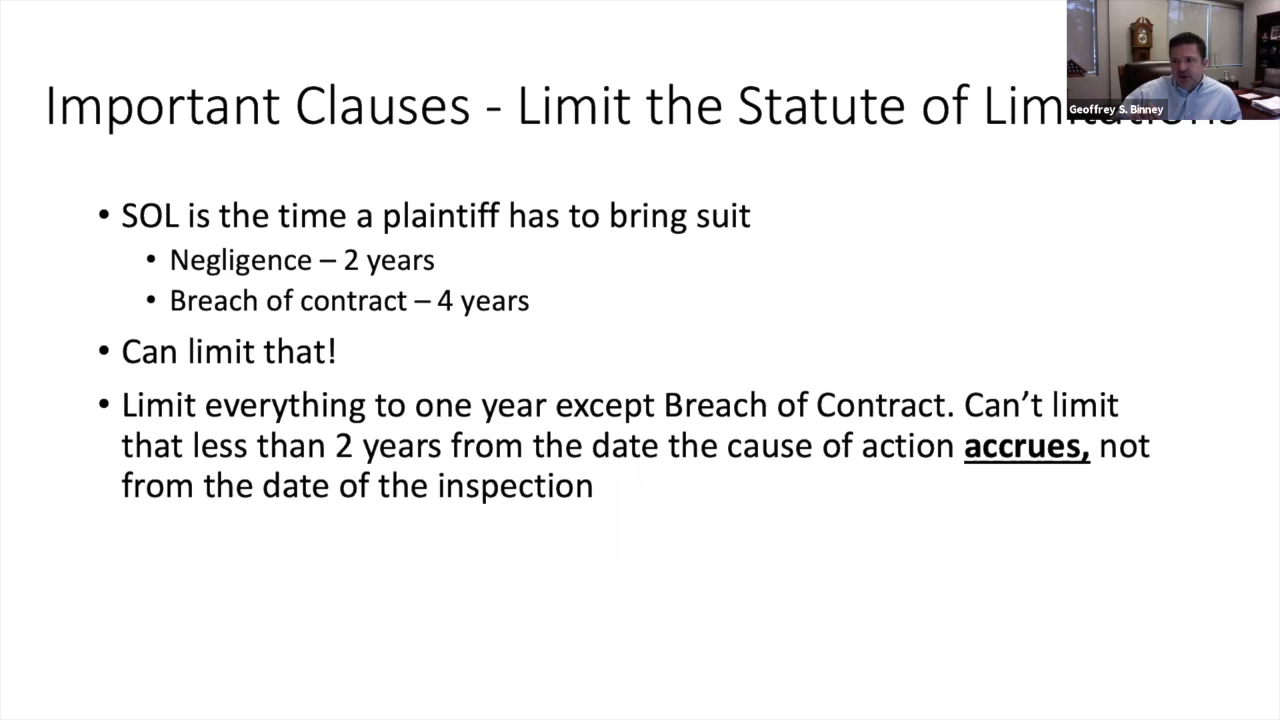 Important Clauses - Limit the Statute of Limitations
Geoffrey S. Binney
• SOL is the time a plaintiff has to bring suit
• Negligence – 2 years
• Breach of contract – 4 years
• Can limit that!
• Limit everything to one year except Breach of Contract. Can’t limit
that less than 2 years from the date the cause of action accrues, not
from the date of the inspection